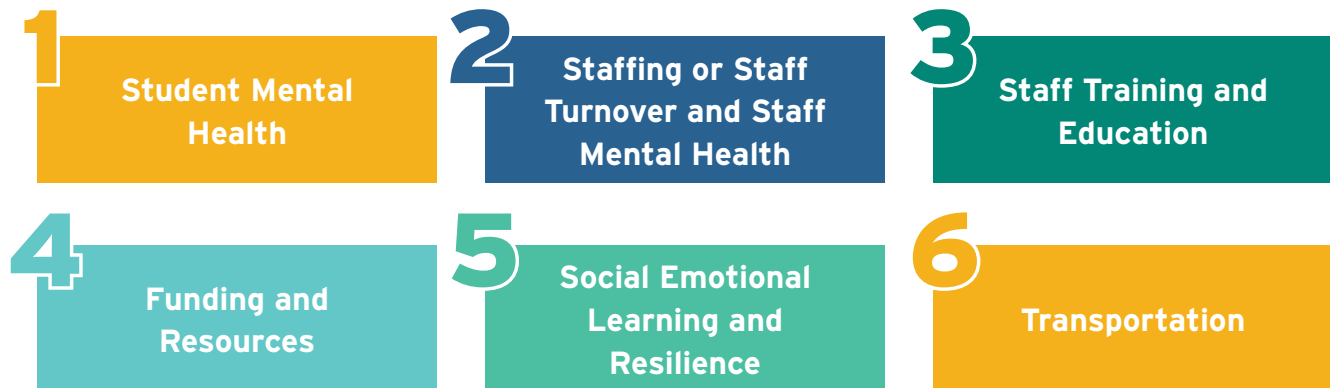 1
Student Mental
Health
2
Staffing or Staff
Turnover and Staff
Mental Health
3
Staff Training and
Education
4
Funding and
Resources
5
Social Emotional
Learning and
Resilience
6
Transportation